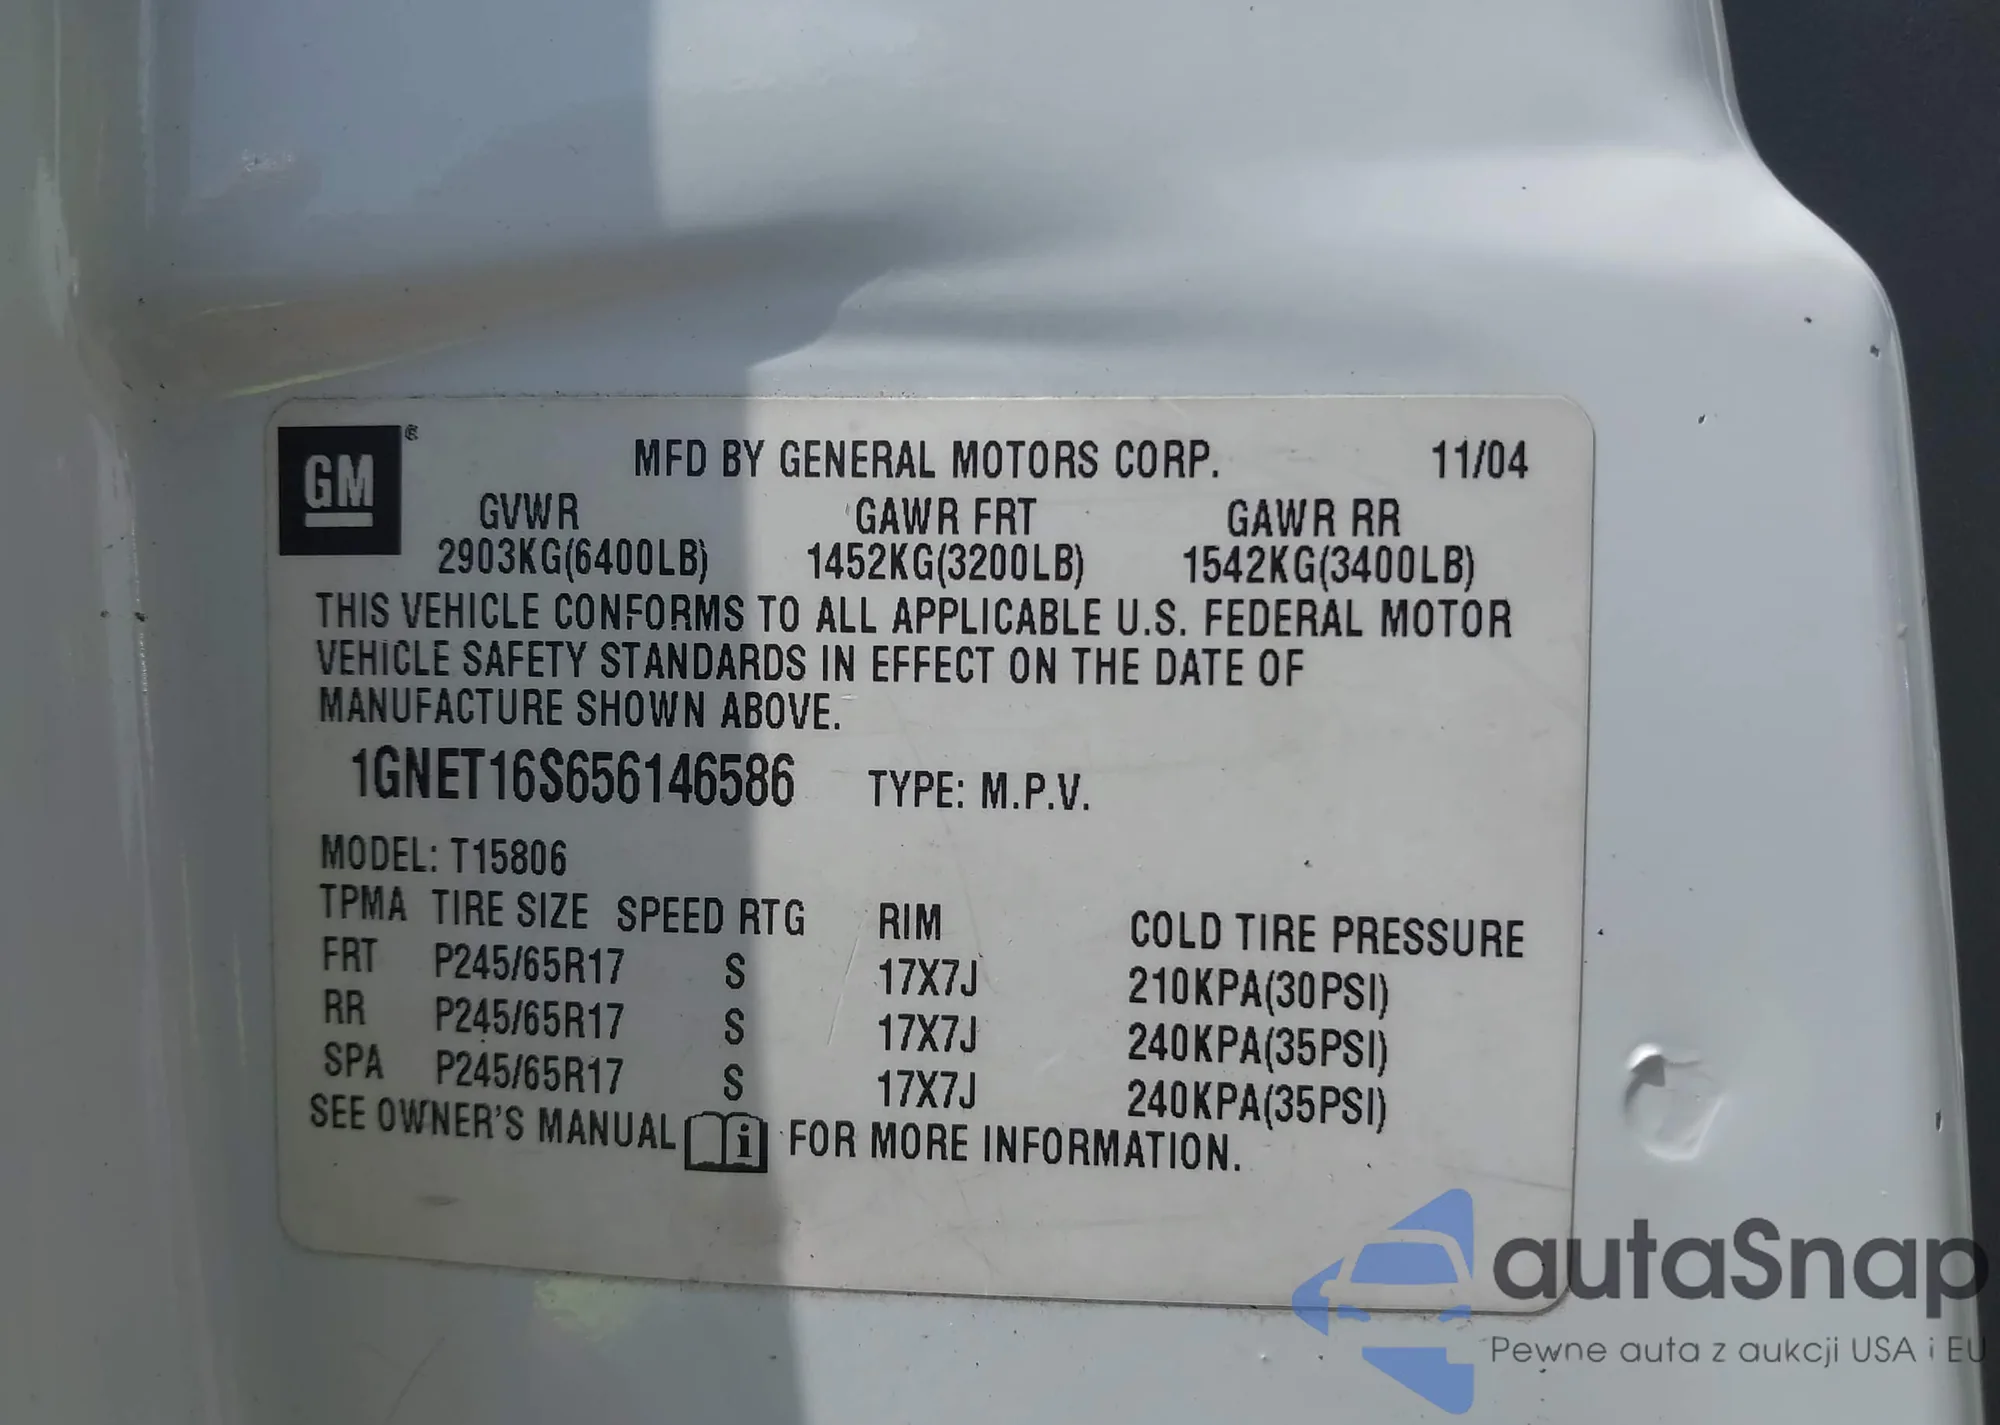 GM ®
MFD BY GENERAL MOTORS CORP. 11/04
GVWR GAWR FRT GAWR RR
2903KG(6400LB) 1452KG(3200LB) 1542KG(3400LB)
THIS VEHICLE CONFORMS TO ALL APPLICABLE U.S. FEDERAL MOTOR
VEHICLE SAFETY STANDARDS IN EFFECT ON THE DATE OF
MANUFACTURE SHOWN ABOVE.
1GNET16S656146586 TYPE: M.P.V.
MODEL: T15806
TPMA TIRE SIZE SPEED RTG RIM COLD TIRE PRESSURE
FRT P245/65R17 S 17X7J 210KPA(30PSI)
RR P245/65R17 S 17X7J 240KPA(35PSI)
SPA P245/65R17 S 17X7J 240KPA(35PSI)
SEE OWNER'S MANUAL i FOR MORE INFORMATION.
autaSnap
Pewne auta z aukcji USA i EU